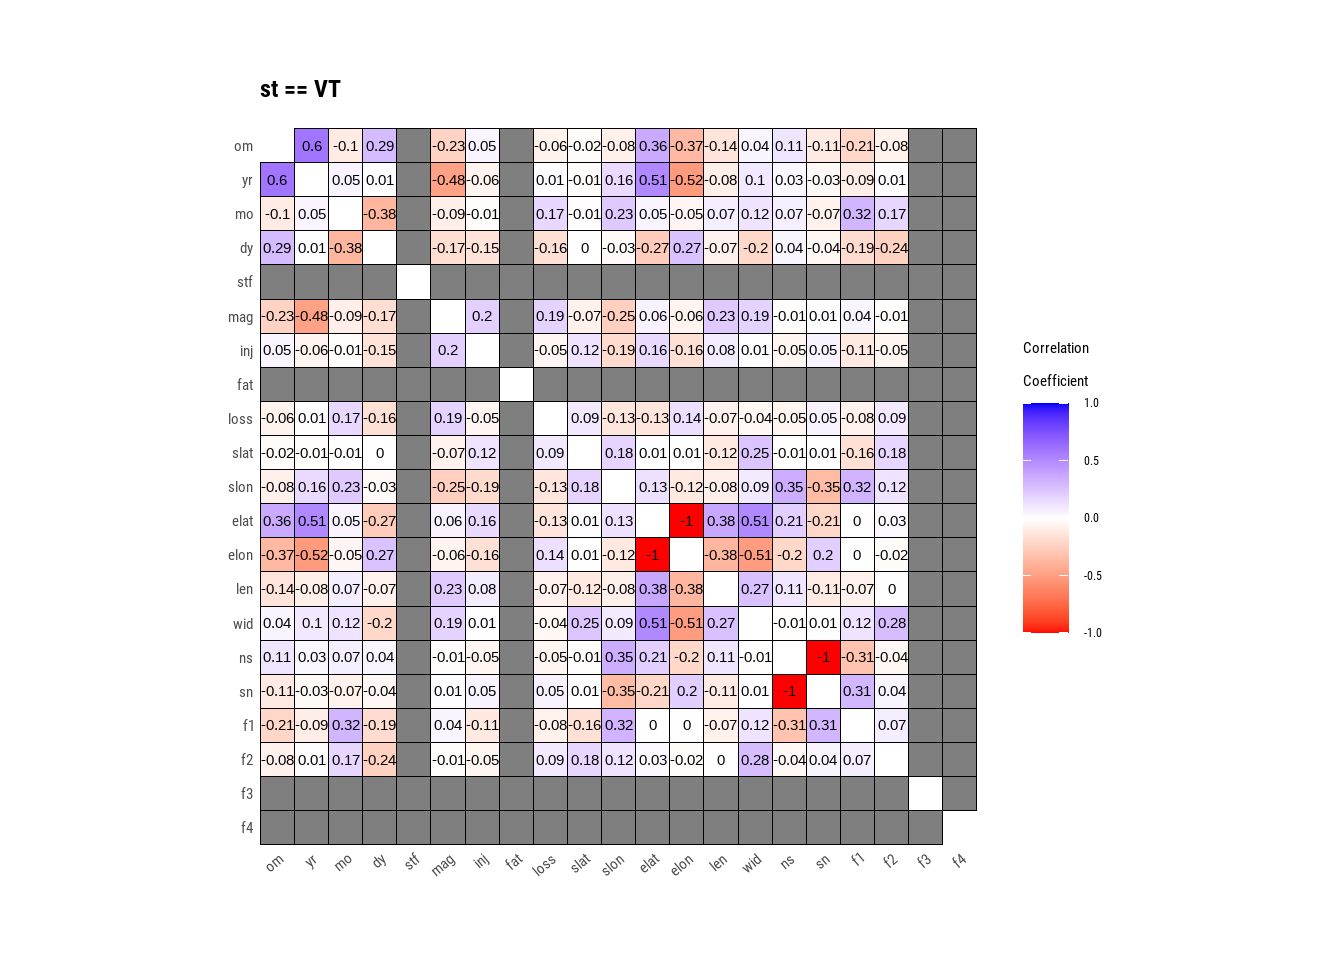 st == VT
om 0.6 -0.1 0.29 -0.23 0.05 -0.06 -0.02 -0.08 0.36 -0.37 -0.14 0.04 0.11 -0.11 -0.21 -0.08
yr 0.6 0.05 0.01 -0.48 -0.06 0.01 -0.01 0.16 0.51 -0.52 -0.08 0.1 0.03 -0.03 -0.09 0.01
mo -0.1 0.05 -0.38 -0.09 -0.01 0.17 -0.01 0.23 0.05 -0.05 0.07 0.12 0.07 -0.07 0.32 0.17
dy 0.29 0.01 -0.38 -0.17 -0.15 -0.16 0 -0.03 -0.27 0.27 -0.07 -0.2 0.04 -0.04 -0.19 -0.24
stf
mag -0.23 -0.48 -0.09 -0.17 0.2 0.19 -0.07 -0.25 0.06 -0.06 0.23 0.19 -0.01 0.01 0.04 -0.01
inj 0.05 -0.06 -0.01 -0.15 0.2 -0.05 0.12 -0.19 0.16 -0.16 0.08 0.01 -0.05 0.05 -0.11 -0.05
fat
loss -0.06 0.01 0.17 -0.16 0.19 -0.05 0.09 -0.13 -0.13 0.14 -0.07 -0.04 -0.05 0.05 -0.08 0.09
slat -0.02 -0.01 -0.01 0 -0.07 0.12 0.09 0.18 0.01 0.01 -0.12 0.25 -0.01 0.01 -0.16 0.18
slon -0.08 0.16 0.23 -0.03 -0.25 -0.19 -0.13 0.18 0.13 -0.12 -0.08 0.09 0.35 -0.35 0.32 0.12
elat 0.36 0.51 0.05 -0.27 0.06 0.16 -0.13 0.01 0.13 -1 0.38 0.51 0.21 -0.21 0 0.03
elon -0.37 -0.52 -0.05 0.27 -0.06 -0.16 0.14 0.01 -0.12 -1 -0.38 -0.51 -0.2 0.2 0 -0.02
len -0.14 -0.08 0.07 -0.07 0.23 0.08 -0.07 -0.12 -0.08 0.38 -0.38 0.27 0.11 -0.11 -0.07 0
wid 0.04 0.1 0.12 -0.2 0.19 0.01 -0.04 0.25 0.09 0.51 -0.51 0.27 -0.01 0.01 0.12 0.28
ns 0.11 0.03 0.07 0.04 -0.01 -0.05 -0.05 -0.01 0.35 0.21 -0.2 0.11 -0.01 -1 -0.31 -0.04
sn -0.11 -0.03 -0.07 -0.04 0.01 0.05 0.05 0.01 -0.35 -0.21 0.2 -0.11 0.01 -1 0.31 0.04
f1 -0.21 -0.09 0.32 -0.19 0.04 -0.11 -0.08 -0.16 0.32 0 0 -0.07 0.12 -0.31 0.31 0.07
f2 -0.08 0.01 0.17 -0.24 -0.01 -0.05 0.09 0.18 0.12 0.03 -0.02 0 0.28 -0.04 0.04 0.07
f3
f4
om yr mo dy stf mag inj fat loss slat slon elat elon len wid ns sn f1 f2 f3 f4
Correlation
Coefficient
1.0
0.5
0.0
-0.5
-1.0